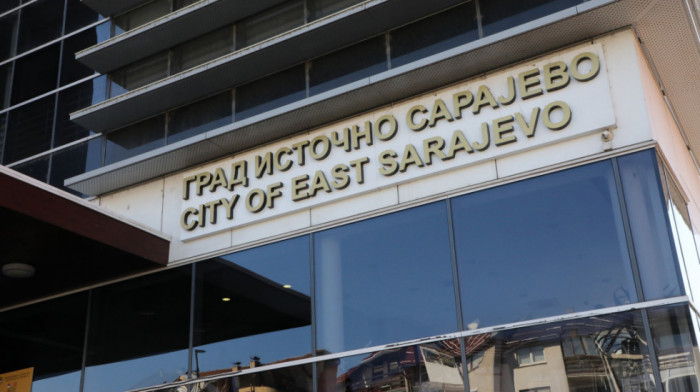 ГРАД ИСТОЧНО САРАЈЕВО
CITY OF EAST SARAJEVO